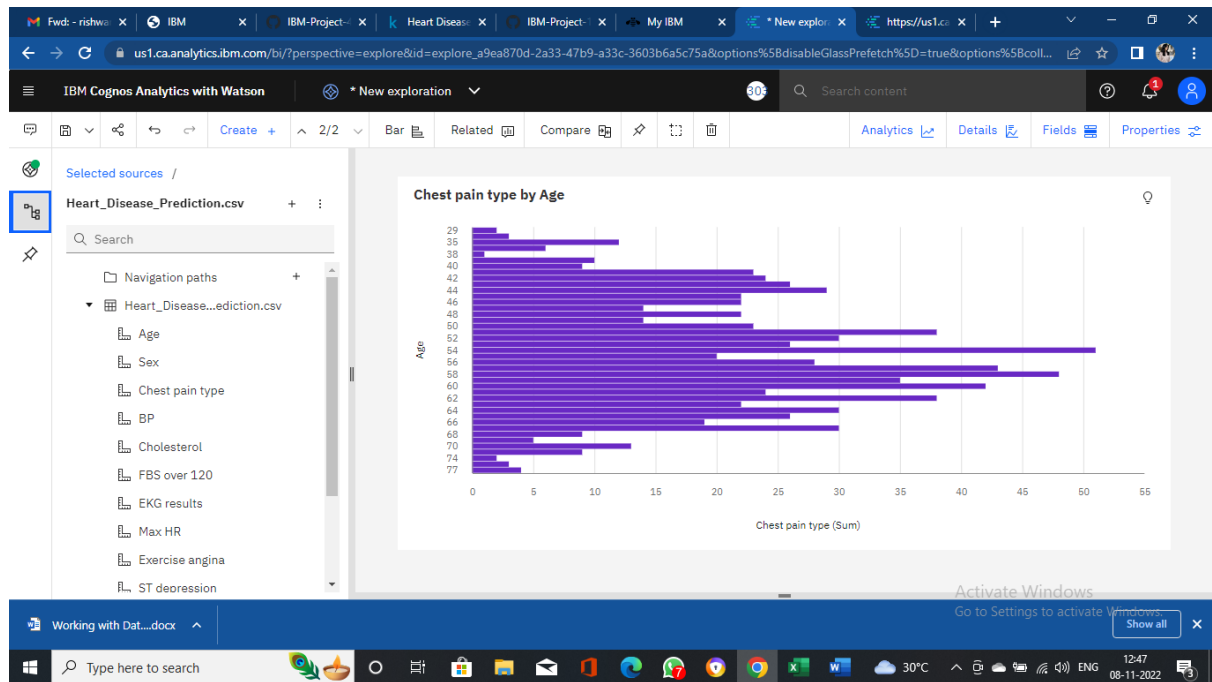 Fwd: - rishwa
IBM
IBM-Project-4
Heart Disease
IBM-Project-1
My IBM
* New explora
https://us1.ca
us1.ca.analytics.ibm.com/bi/?perspective=explore&id=explore_a9ea870d-2a33-47b9-a33c-3603b6a5c75a&options%5BdisableGlassPrefetch%5D=true&options%5Bcoll...
IBM Cognos Analytics with Watson
* New exploration
303
Search content
1
Create +
2/2
Bar
Related
Compare
Analytics
Details
Fields
Properties
Selected sources /
Heart_Disease_Prediction.csv
Search
Navigation paths
Heart_Disease...ediction.csv
Age
Sex
Chest pain type
BP
Cholesterol
FBS over 120
EKG results
Max HR
Exercise angina
ST depression
Chest pain type by Age
Age
29
35
38
40
42
44
46
48
50
52
54
56
58
60
62
64
66
68
70
74
77
0 5 10 15 20 25 30 35 40 45 50 55
Chest pain type (Sum)
Activate Windows
Go to Settings to activate Windows.
Working with Dat....docx
Show all
Type here to search
7
30°C
ENG
12:47
08-11-2022
3